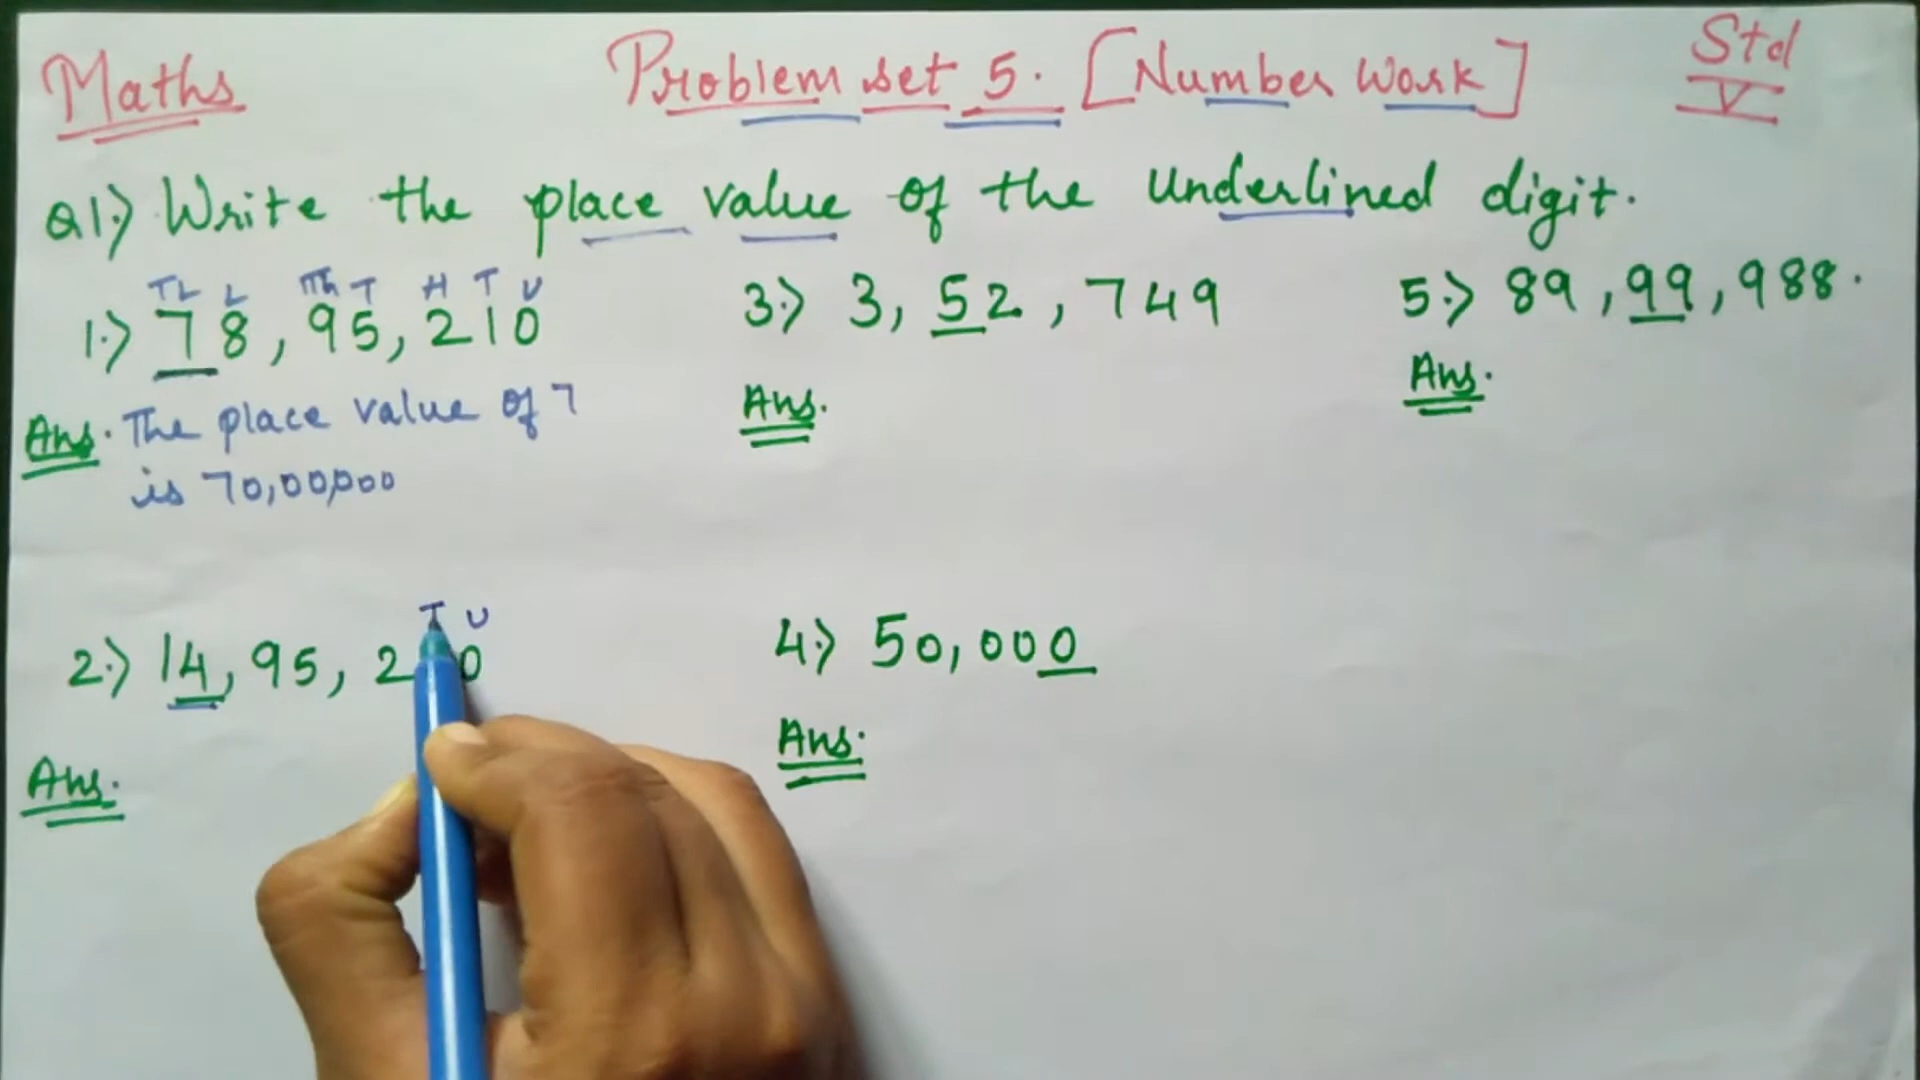 Maths Problem set 5. [Number Work] Std V
Q1.) Write the place value of the underlined digit.
TL L Th T H T U
1.) 78,95,210
Ans. The place value of 7
is 70,00,000
T U
2.) 14,95, 2 0
Ans.
3.) 3,52,749
Ans.
4.) 50,000
Ans.
5.) 89,99,988.
Ans.